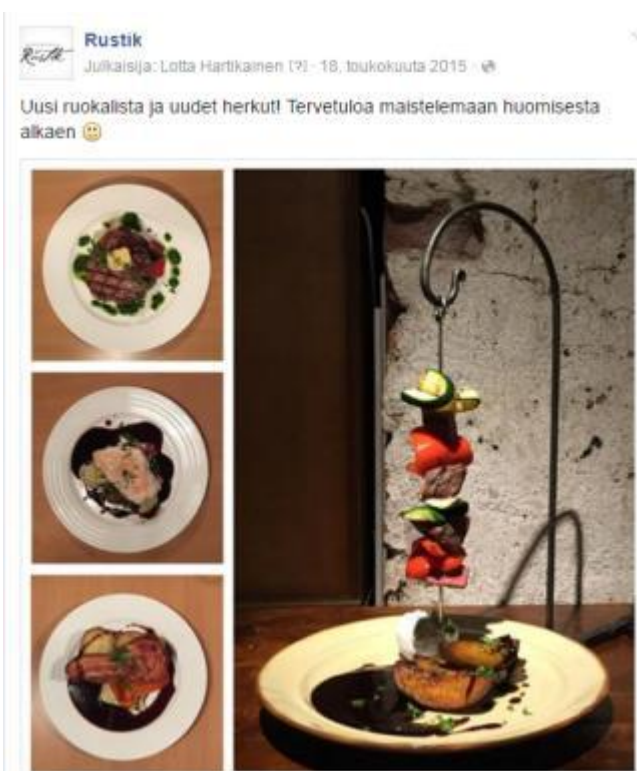 Rustik
Rustik
Julkaisija: Lotta Hartikainen [?] · 18. toukokuuta 2015 ·
Uusi ruokalista ja uudet herkut! Tervetuloa maistelemaan huomisesta
alkaen